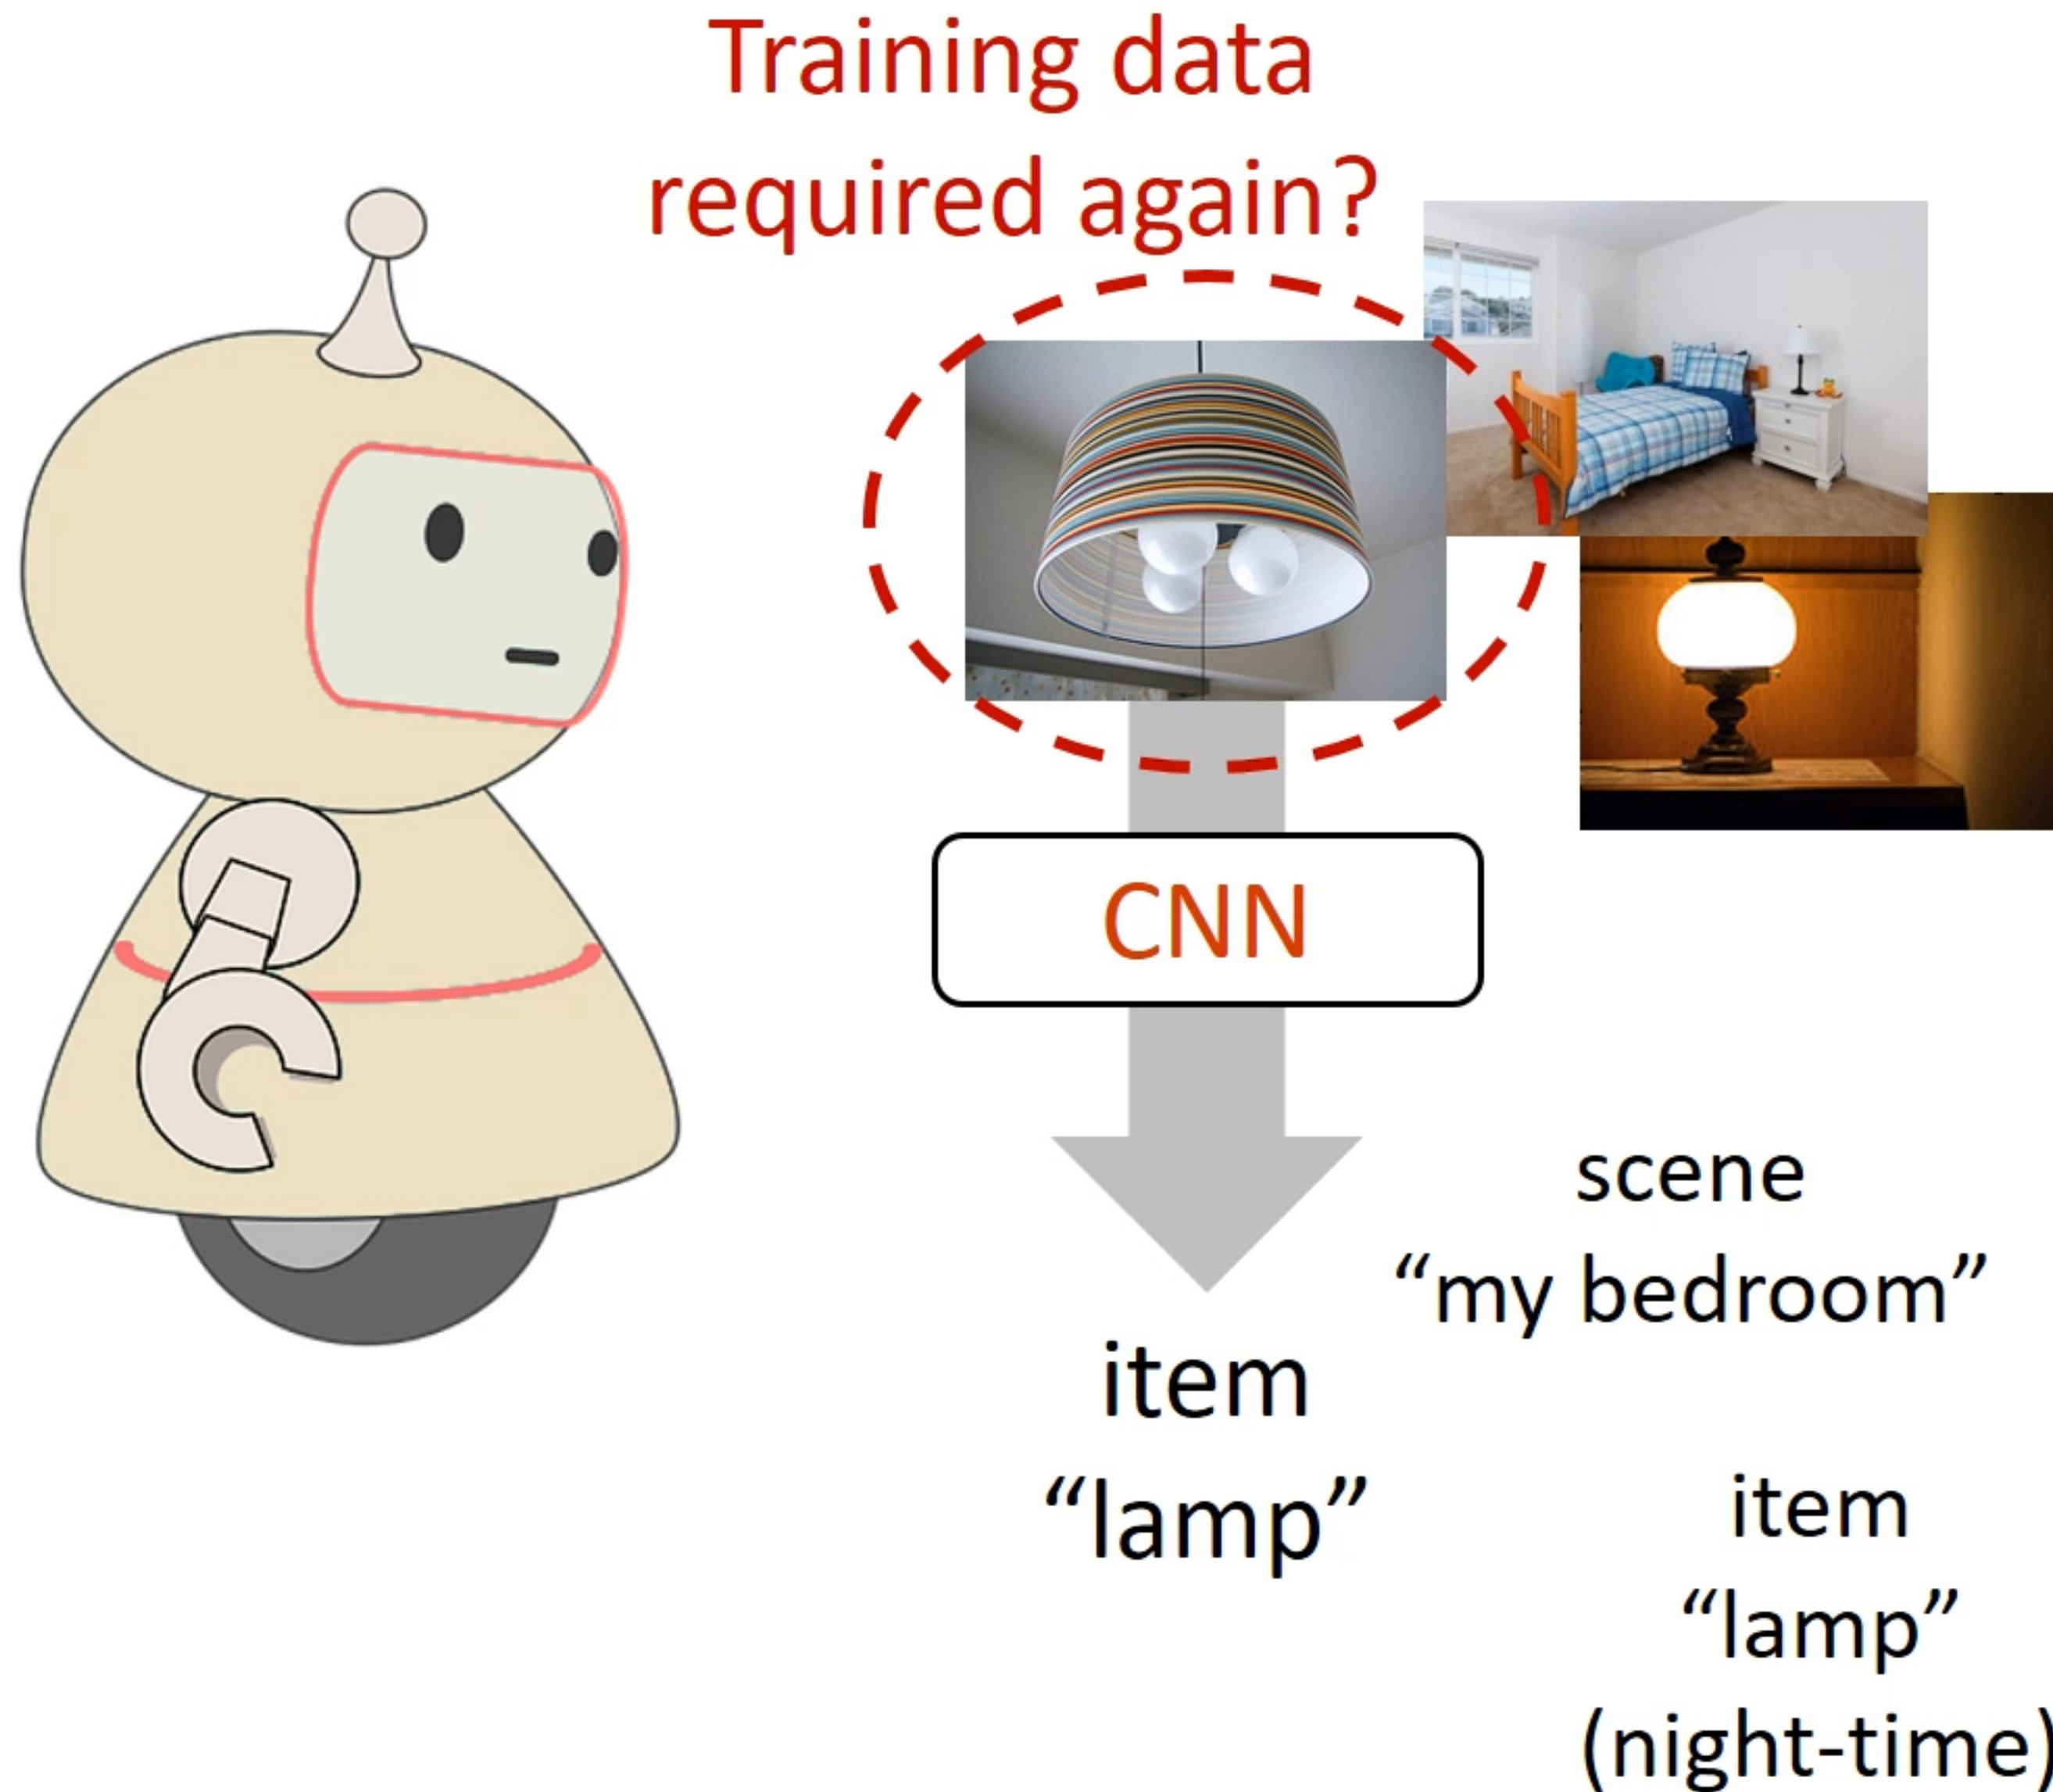 Training data
required again?
CNN
scene
“my bedroom”
item
“lamp”
item
“lamp”
(night-time)